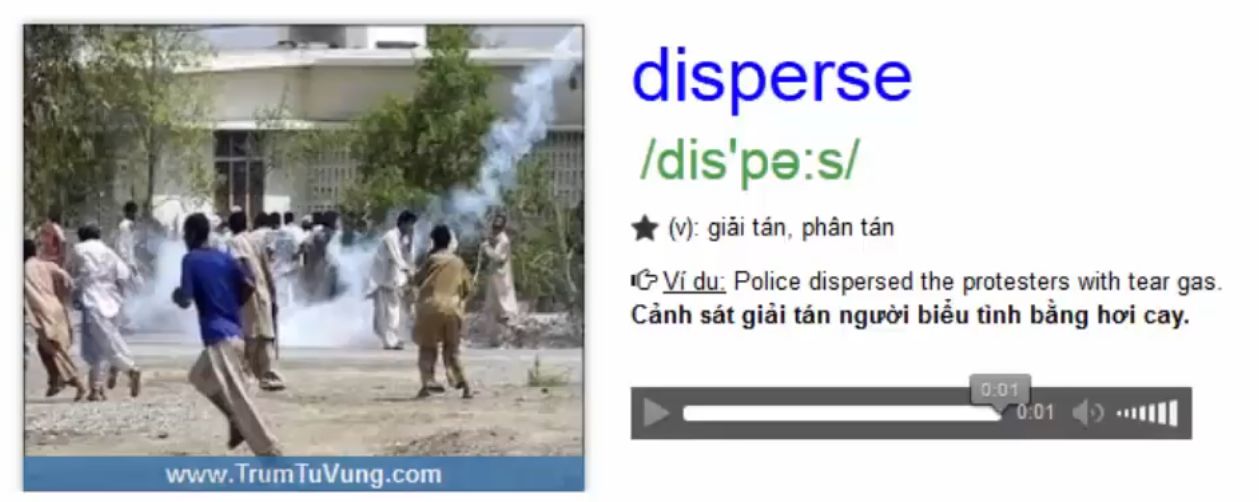 disperse
/dis'pə:s/
(v): giải tán, phân tán
Ví dụ: Police dispersed the protesters with tear gas.
Cảnh sát giải tán người biểu tình bằng hơi cay.
0:01
0:01
www.TrumTuVung.com